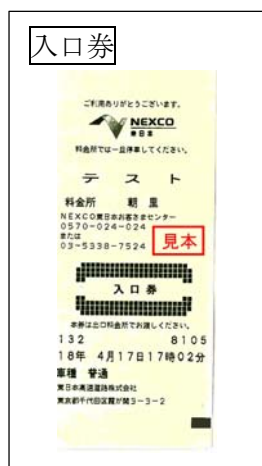 入口券
ご利用ありがとうございます。
NEXCO
東日本
料金所では一旦停車してください。
テスト
料金所 朝里
NEXCO東日本お客さまセンター
0570-024-024
または
03-5338-7524
見本
入口券
本券は出口料金所でお渡しください。
132 8105
18年 4月17日17時02分
車種 普通
東日本高速道路株式会社
東京都千代田区霞が関3-3-2